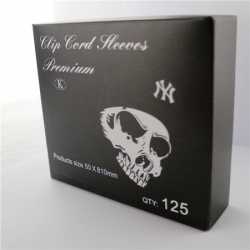 Clip Cord Sleeves
Premium
K
NY
Products size 50 X 810mm
QTY: 125